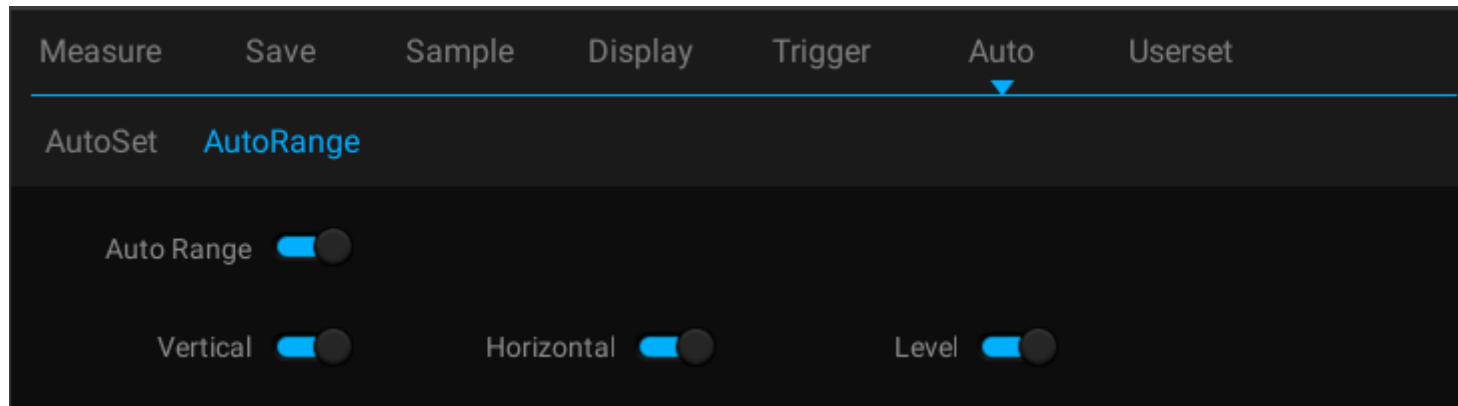 Measure Save Sample Display Trigger Auto Userset
AutoSet AutoRange
Auto Range
Vertical Horizontal Level